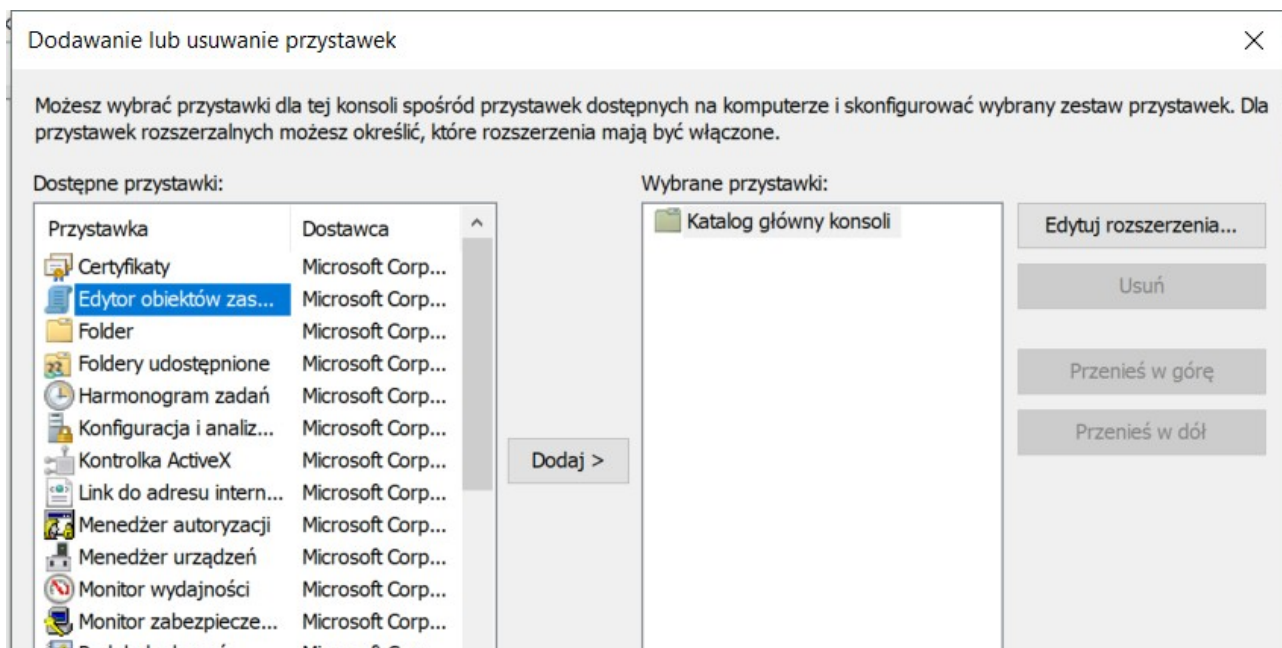 Dodawanie lub usuwanie przystawek
Możesz wybrać przystawki dla tej konsoli spośród przystawek dostępnych na komputerze i skonfigurować wybrany zestaw przystawek. Dla
przystawek rozszerzalnych możesz określić, które rozszerzenia mają być włączone.
Dostępne przystawki:
Przystawka Dostawca
Certyfikaty Microsoft Corp...
Edytor obiektów zas... Microsoft Corp...
Folder Microsoft Corp...
Foldery udostępnione Microsoft Corp...
Harmonogram zadań Microsoft Corp...
Konfiguracja i analiz... Microsoft Corp...
Kontrolka ActiveX Microsoft Corp...
Link do adresu intern... Microsoft Corp...
Menedżer autoryzacji Microsoft Corp...
Menedżer urządzeń Microsoft Corp...
Monitor wydajności Microsoft Corp...
Monitor zabezpiecze... Microsoft Corp...
Dodaj >
Wybrane przystawki:
Katalog główny konsoli
Edytuj rozszerzenia...
Usuń
Przenieś w górę
Przenieś w dół